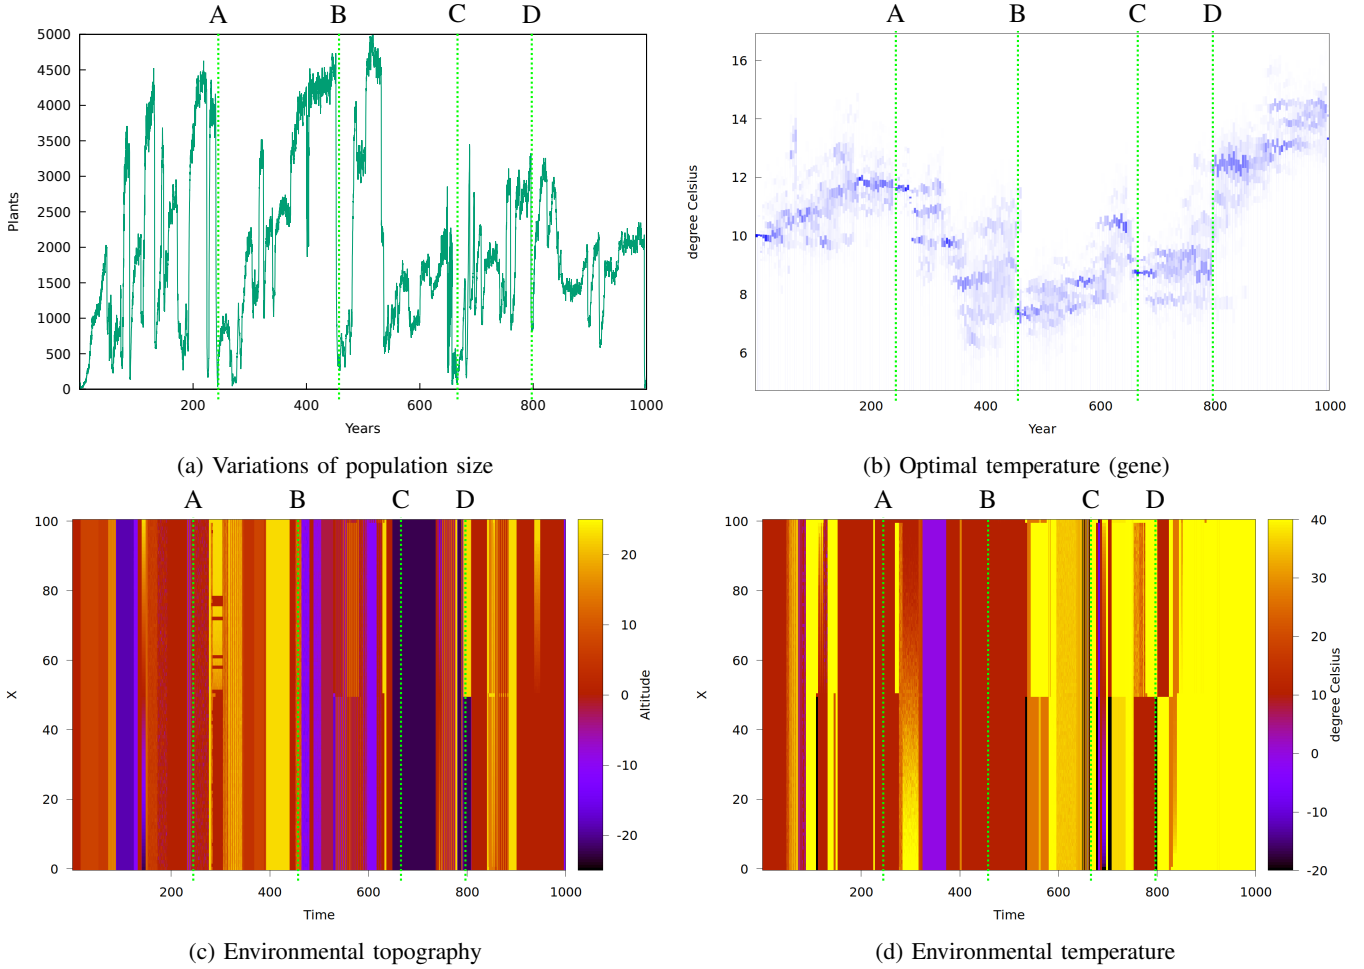 A B C D
5000
4500
4000
3500
3000
2500
2000
1500
1000
500
0
Plants
200 400 600 800 1000
Years
(a) Variations of population size
A B C D
16
14
12
10
8
6
degree Celsius
200 400 600 800 1000
Year
(b) Optimal temperature (gene)
A B C D
100
80
60
40
20
0
X
200 400 600 800 1000
Time
20
10
0
-10
-20
Altitude
(c) Environmental topography
A B C D
100
80
60
40
20
0
X
200 400 600 800 1000
Time
40
30
20
10
0
-10
-20
degree Celsius
(d) Environmental temperature